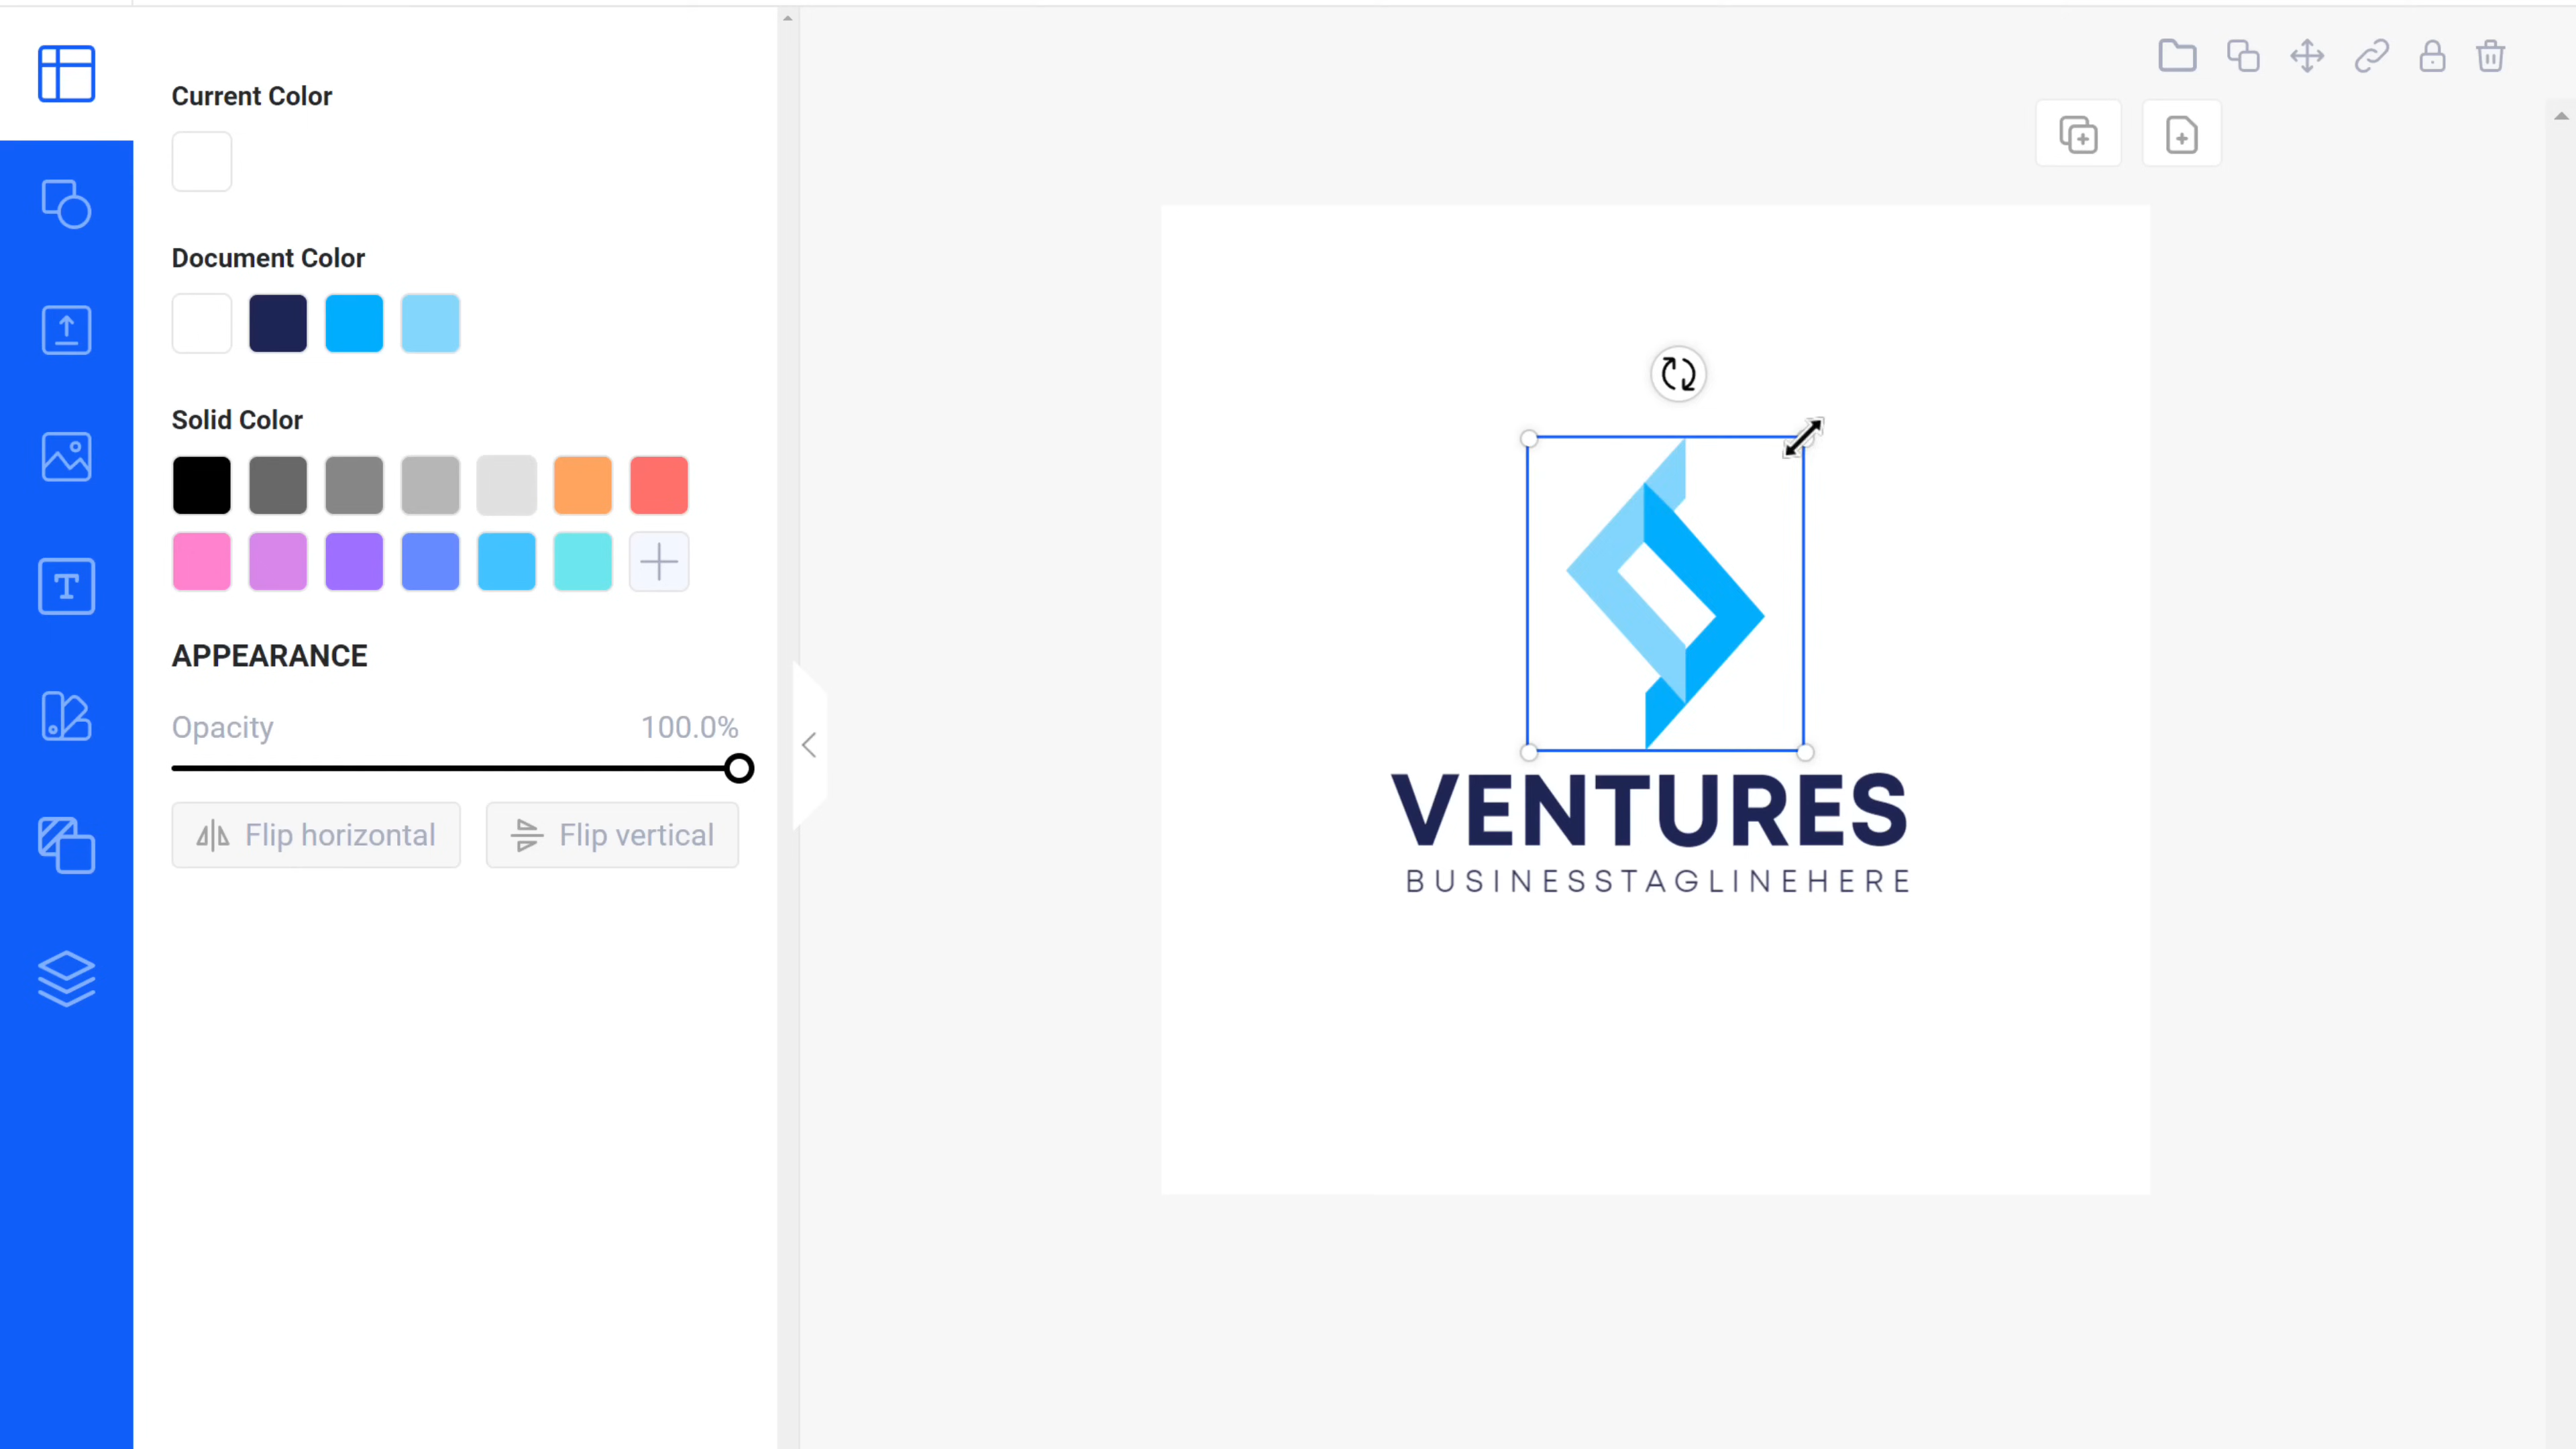 Current Color
Document Color
Solid Color
APPEARANCE
Opacity 100.0%
Flip horizontal Flip vertical
VENTURES
BUSINESSTAGLINEHERE